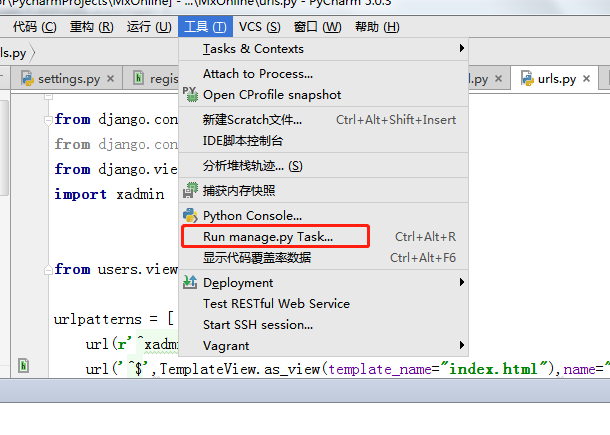 \PycharmProjects\MxOnline] - ...\MxOnline\urls.py - PyCharm 5.0.3
代码 (C) 重构 (R) 运行 (U) 工具 (T) VCS (S) 窗口 (W) 帮助 (H)
ls.py
settings.py urls.py
from django.con
from django.con
from django.vie
import xadmin
from users.view
urlpatterns = [
url(r'^xadm
url('^$',TemplateView.as_view(template_name="index.html"),name="
Tasks & Contexts
Attach to Process...
Open CProfile snapshot
新建Scratch文件... Ctrl+Alt+Shift+Insert
IDE脚本控制台
分析堆栈轨迹... (S)
捕获内存快照
Python Console...
Run manage.py Task... Ctrl+Alt+R
显示代码覆盖率数据 Ctrl+Alt+F6
Deployment
Test RESTful Web Service
Start SSH session...
Vagrant